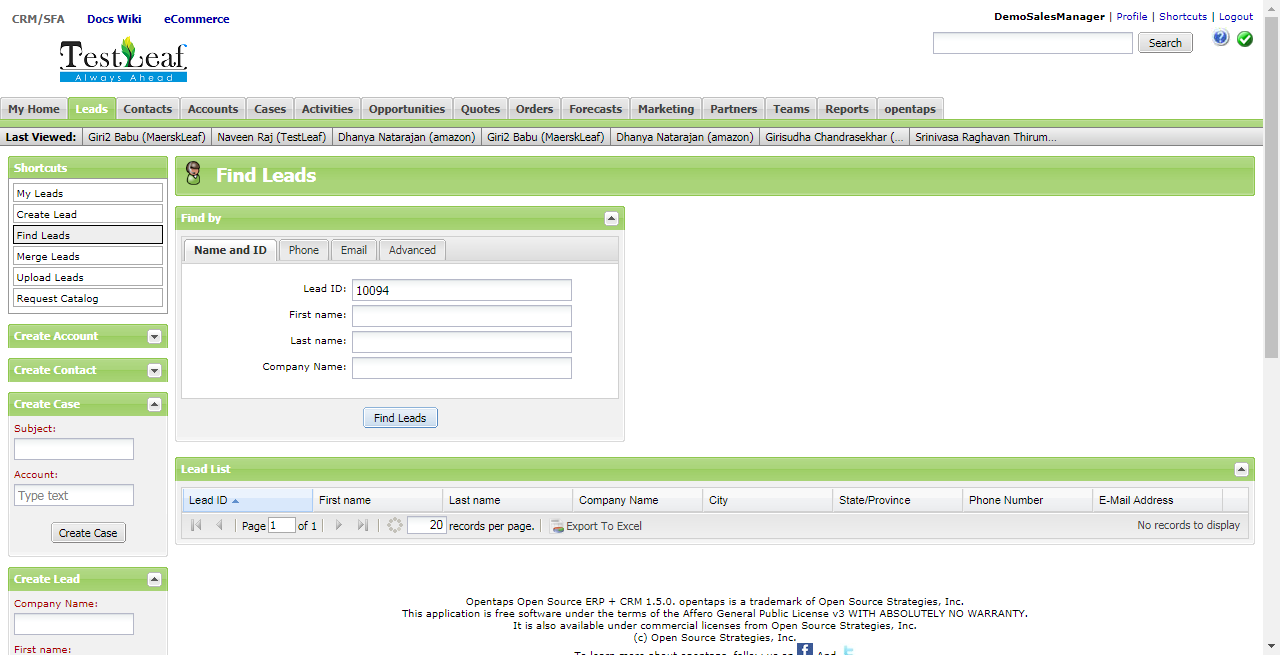 CRM/SFA Docs Wiki eCommerce
DemoSalesManager | Profile | Shortcuts | Logout
TestLeaf
Always Ahead
Search
My Home Leads Contacts Accounts Cases Activities Opportunities Quotes Orders Forecasts Marketing Partners Teams Reports opentaps
Last Viewed: Giri2 Babu (MaerskLeaf) Naveen Raj (TestLeaf) Dhanya Natarajan (amazon) Giri2 Babu (MaerskLeaf) Dhanya Natarajan (amazon) Girisudha Chandrasekhar (... Srinivasa Raghavan Thirum...
Shortcuts
My Leads
Create Lead
Find Leads
Merge Leads
Upload Leads
Request Catalog
Create Account
Create Contact
Create Case
Subject:
Account:
Type text
Create Case
Create Lead
Company Name:
First name:
Find Leads
Find by
Name and ID Phone Email Advanced
Lead ID: 10094
First name:
Last name:
Company Name:
Find Leads
Lead List
Lead ID First name Last name Company Name City State/Province Phone Number E-Mail Address
Page 1 of 1 20 records per page. Export To Excel No records to display
Opentaps Open Source ERP + CRM 1.5.0. opentaps is a trademark of Open Source Strategies, Inc.
This application is free software under the terms of the Affero General Public License v3 WITH ABSOLUTELY NO WARRANTY.
It is also available under commercial licenses from Open Source Strategies, Inc.
(c) Open Source Strategies, Inc.
To learn more about opentaps, follow us on f And t